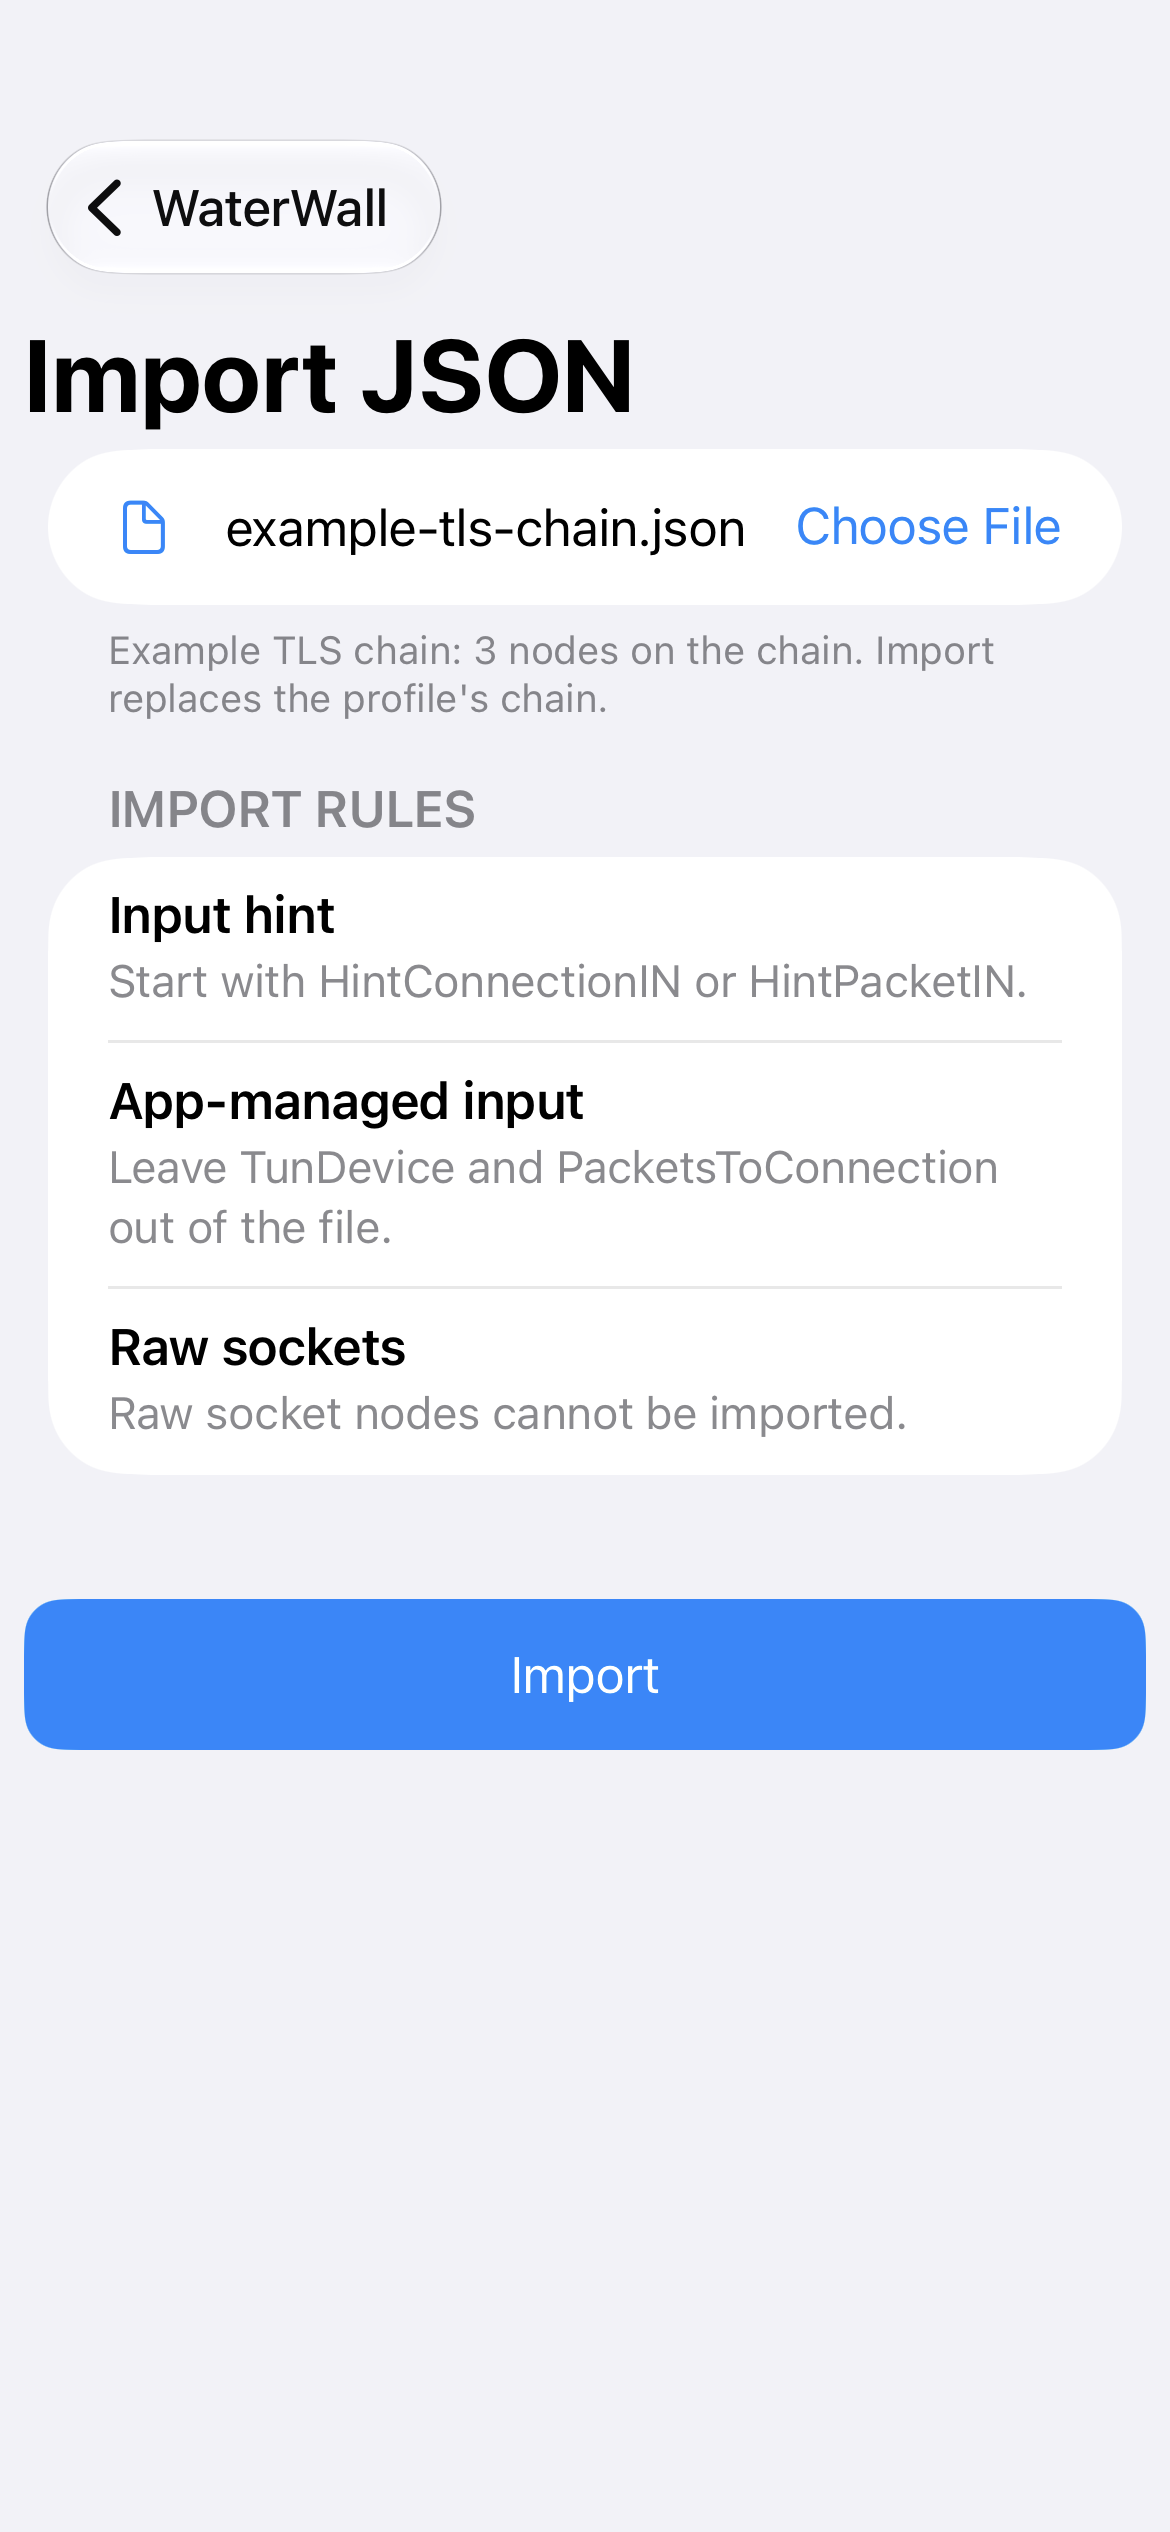 WaterWall
Import JSON
example-tls-chain.json Choose File
Example TLS chain: 3 nodes on the chain. Import
replaces the profile's chain.
IMPORT RULES
Input hint
Start with HintConnectionIN or HintPacketIN.
App-managed input
Leave TunDevice and PacketsToConnection
out of the file.
Raw sockets
Raw socket nodes cannot be imported.
Import